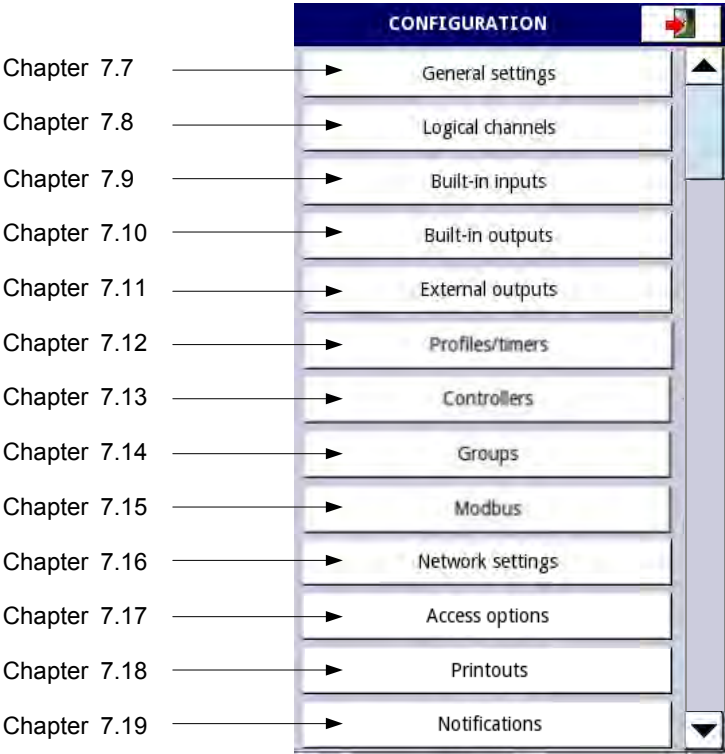 CONFIGURATION
Chapter 7.7 General settings
Chapter 7.8 Logical channels
Chapter 7.9 Built-in inputs
Chapter 7.10 Built-in outputs
Chapter 7.11 External outputs
Chapter 7.12 Profiles/timers
Chapter 7.13 Controllers
Chapter 7.14 Groups
Chapter 7.15 Modbus
Chapter 7.16 Network settings
Chapter 7.17 Access options
Chapter 7.18 Printouts
Chapter 7.19 Notifications